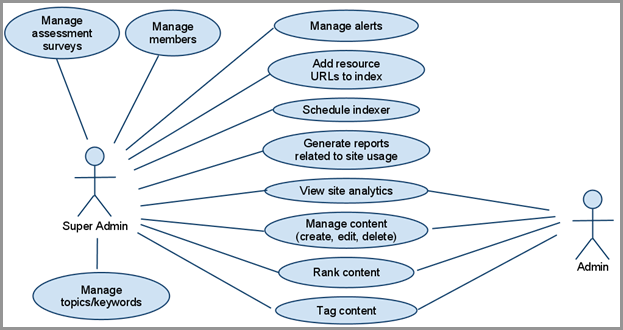 Manage
assessment
surveys
Manage
members
Manage alerts
Add resource
URLs to index
Schedule indexer
Generate reports
related to site usage
View site analytics
Super Admin
Manage content
(create, edit, delete)
Admin
Rank content
Manage
topics/keywords
Tag content